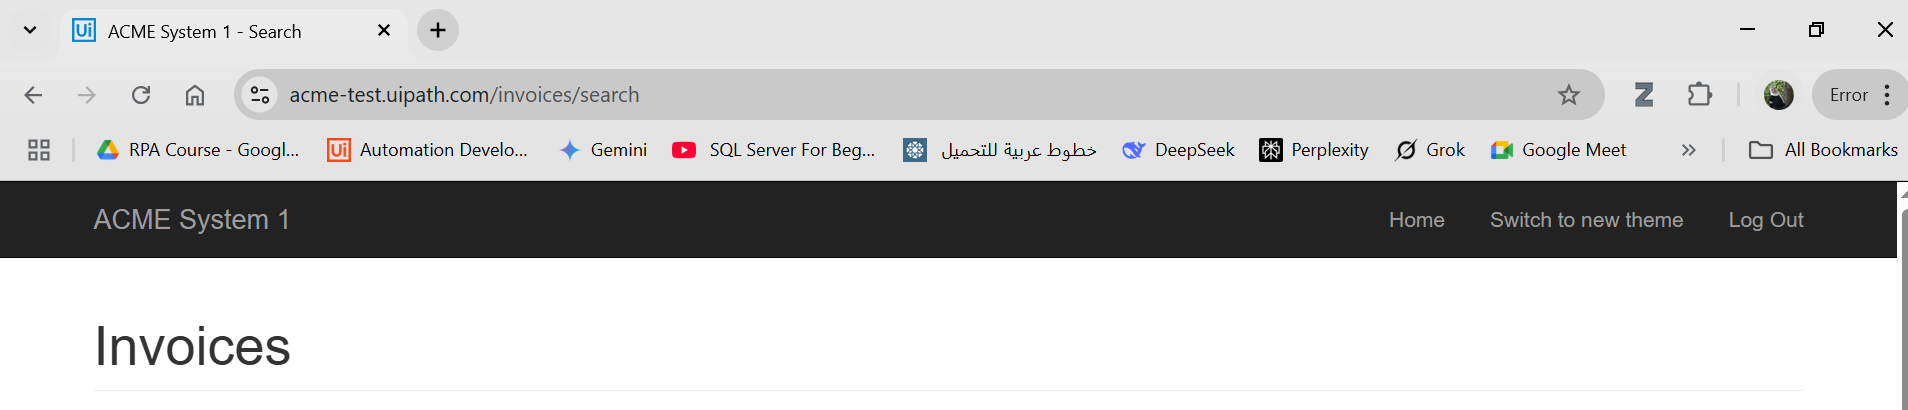 ACME System 1 - Search
acme-test.uipath.com/invoices/search
Error
RPA Course - Googl...
Automation Develo...
Gemini
SQL Server For Beg...
خطوط عربية للتحميل
DeepSeek
Perplexity
Grok
Google Meet
All Bookmarks
ACME System 1
Home
Switch to new theme
Log Out
Invoices